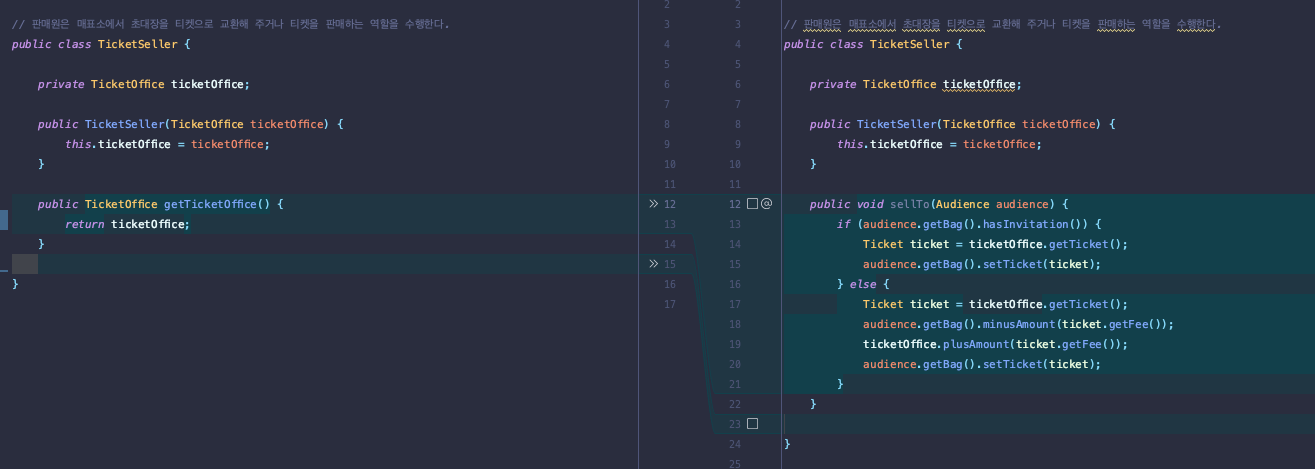 // 판매원은 매표소에서 초대장을 티켓으로 교환해 주거나 티켓을 판매하는 역할을 수행한다.
public class TicketSeller {
private TicketOffice ticketOffice;
public TicketSeller(TicketOffice ticketOffice) {
this.ticketOffice = ticketOffice;
}
public TicketOffice getTicketOffice() {
return ticketOffice;
}
}
2
3
4
5
6
7
8
9
10
11
» 12
13
14
» 15
16
17
2
3
4
5
6
7
8
9
10
11
12 @
13
14
15
16
17
18
19
20
21
22
23
24
25
// 판매원은 매표소에서 초대장을 티켓으로 교환해 주거나 티켓을 판매하는 역할을 수행한다.
public class TicketSeller {
private TicketOffice ticketOffice;
public TicketSeller(TicketOffice ticketOffice) {
this.ticketOffice = ticketOffice;
}
public void sellTo(Audience audience) {
if (audience.getBag().hasInvitation()) {
Ticket ticket = ticketOffice.getTicket();
audience.getBag().setTicket(ticket);
} else {
Ticket ticket = ticketOffice.getTicket();
audience.getBag().minusAmount(ticket.getFee());
ticketOffice.plusAmount(ticket.getFee());
audience.getBag().setTicket(ticket);
}
}
}